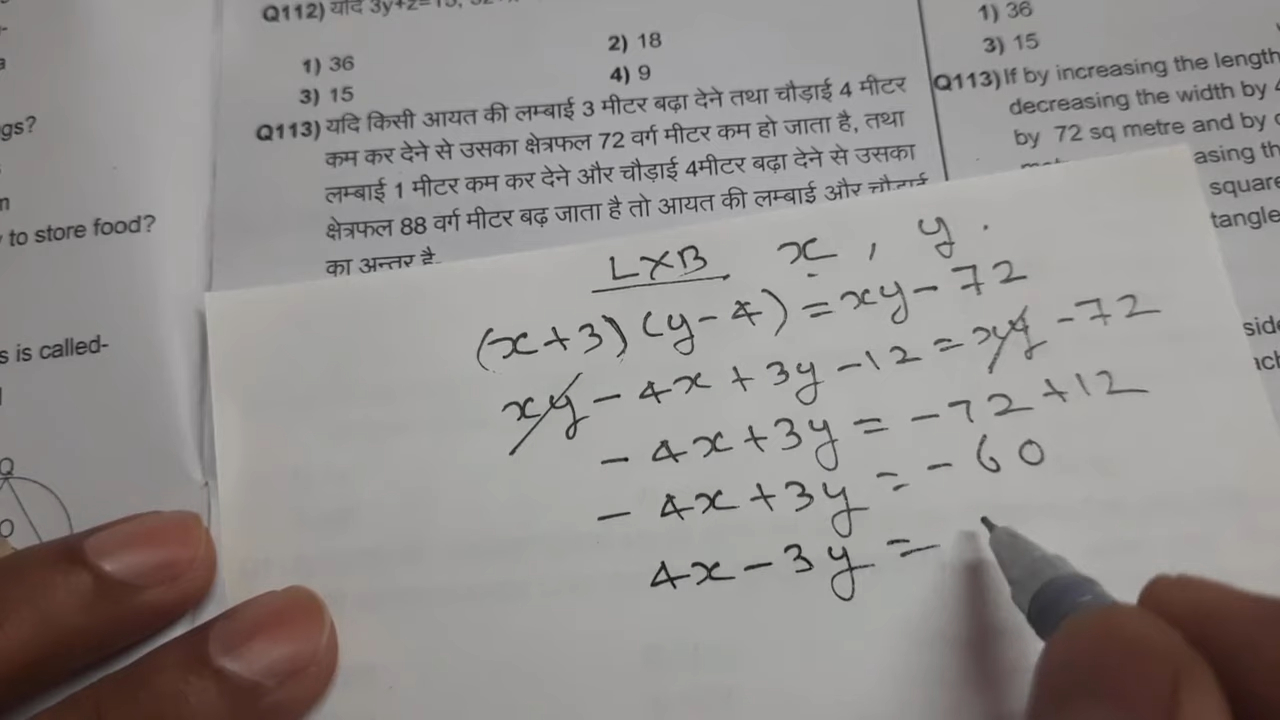 gs?
to store food?
s is called-
Q
O
Q112) यदि 3y+z=
1) 36
2) 18
3) 15
4) 9
Q113) यदि किसी आयत की लम्बाई 3 मीटर बढ़ा देने तथा चौड़ाई 4 मीटर
कम कर देने से उसका क्षेत्रफल 72 वर्ग मीटर कम हो जाता है, तथा
लम्बाई 1 मीटर कम कर देने और चौड़ाई 4मीटर बढ़ा देने से उसका
क्षेत्रफल 88 वर्ग मीटर बढ़ जाता है तो आयत की लम्बाई और चौड़ाई
का अन्तर है
1) 36
3) 15
Q113) If by increasing the length
decreasing the width by 4
by 72 sq metre and by
asing th
square
tangle
L×B x , y .
(x+3) (y-4) = xy-72
xy - 4x + 3y - 12 = xy - 72
- 4x + 3y = - 72 + 12
- 4x + 3y = - 60
4x - 3y =